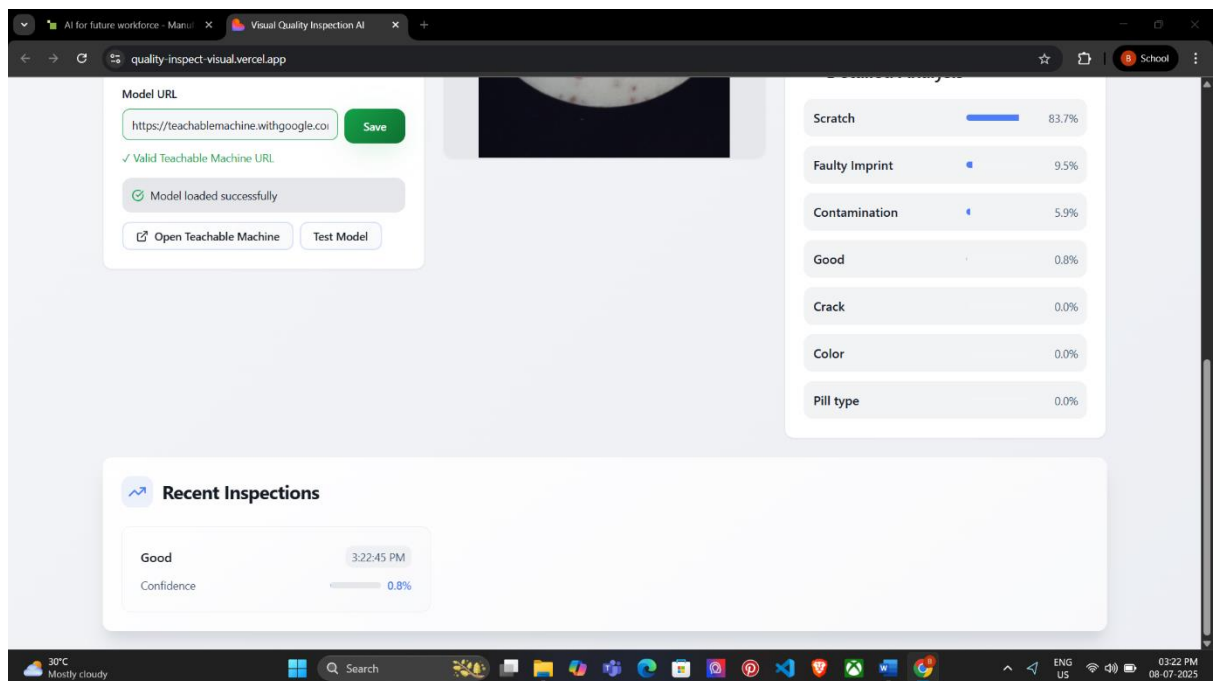 AI for future workforce - Manuf
Visual Quality Inspection AI
quality-inspect-visual.vercel.app
B School
Model URL
https://teachablemachine.withgoogle.co
Save
✓ Valid Teachable Machine URL
Model loaded successfully
Open Teachable Machine
Test Model
Detailed Analysis
Scratch 83.7%
Faulty Imprint 9.5%
Contamination 5.9%
Good 0.8%
Crack 0.0%
Color 0.0%
Pill type 0.0%
Recent Inspections
Good 3:22:45 PM
Confidence 0.8%
30°C
Mostly cloudy
Search
ENG
US
03:22 PM
08-07-2025